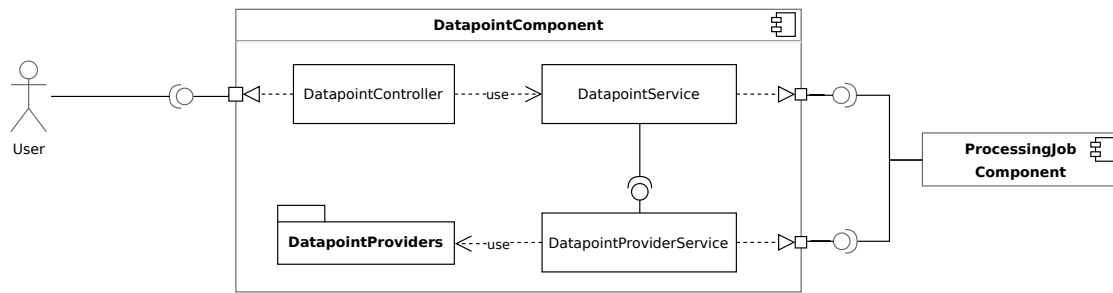 DatapointComponent
DatapointController
use
DatapointService
User
ProcessingJob
Component
DatapointProviders
use
DatapointProviderService